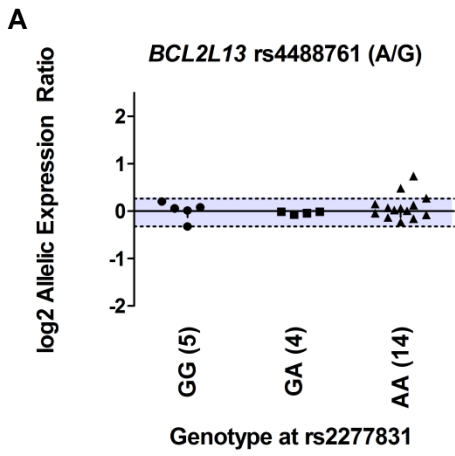 A
BCL2L13 rs4488761 (A/G)
log2 Allelic Expression Ratio
2
1
0
-1
-2
GG (5)
GA (4)
AA (14)
Genotype at rs2277831